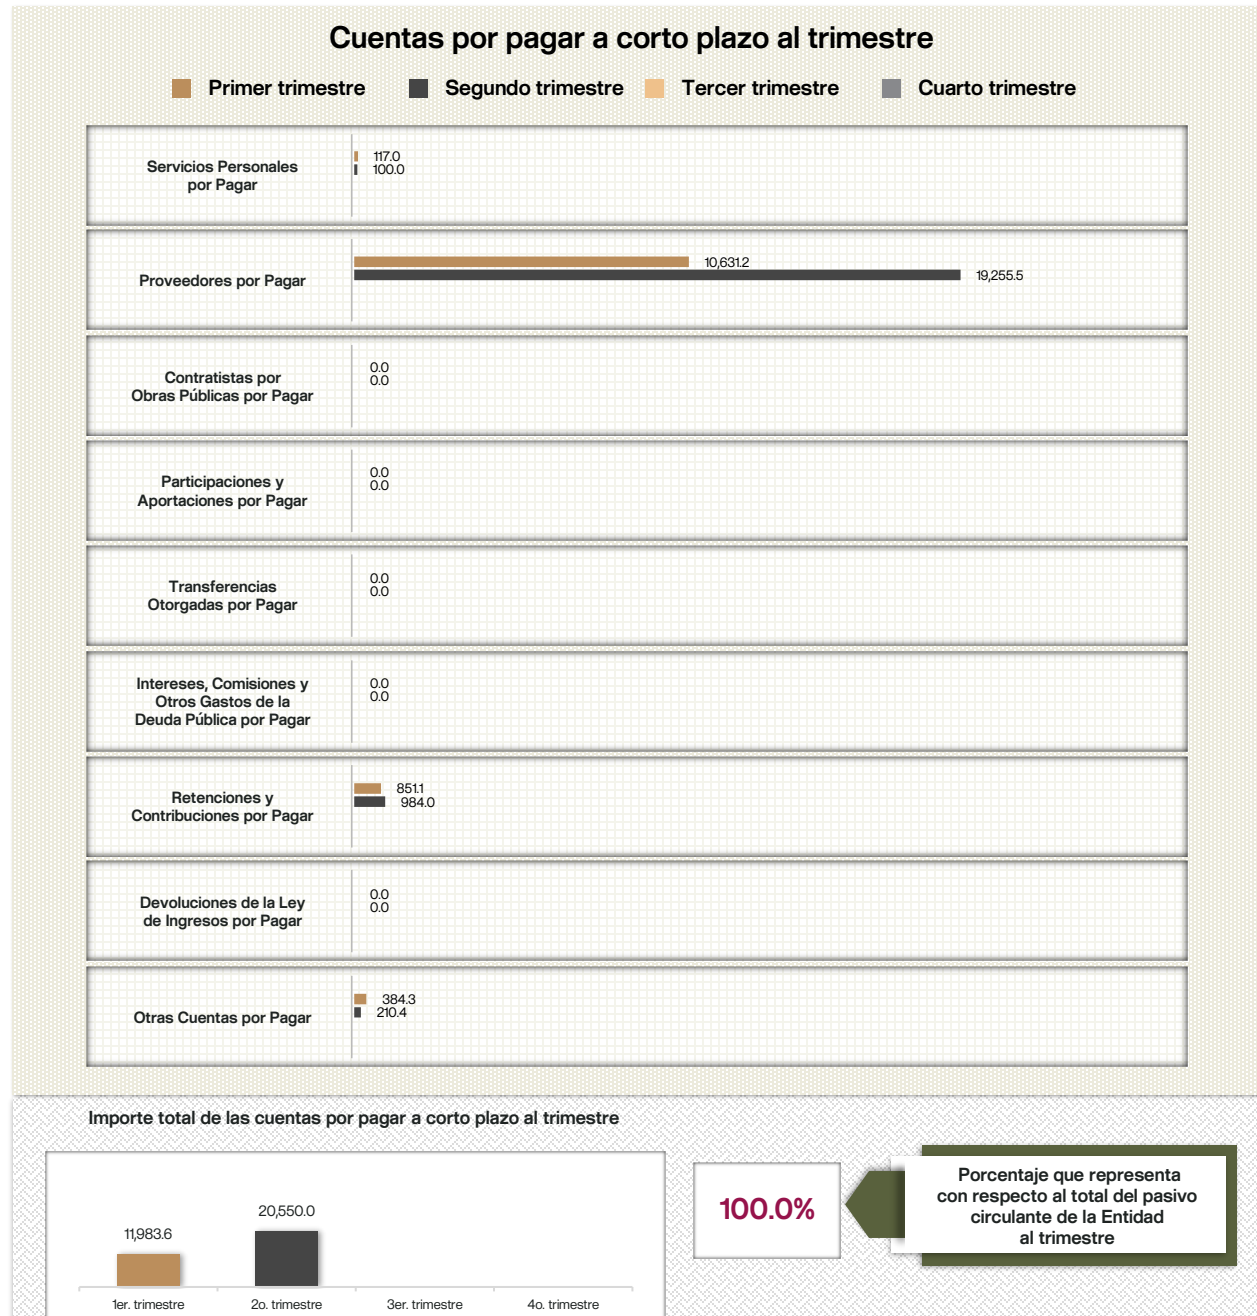 Cuentas por pagar a corto plazo al trimestre
Primer trimestre Segundo trimestre Tercer trimestre Cuarto trimestre
Servicios Personales
por Pagar
117.0
100.0
Proveedores por Pagar
10,631.2
19,255.5
Contratistas por
Obras Públicas por Pagar
0.0
0.0
Participaciones y
Aportaciones por Pagar
0.0
0.0
Transferencias
Otorgadas por Pagar
0.0
0.0
Intereses, Comisiones y
Otros Gastos de la
Deuda Pública por Pagar
0.0
0.0
Retenciones y
Contribuciones por Pagar
851.1
984.0
Devoluciones de la Ley
de Ingresos por Pagar
0.0
0.0
Otras Cuentas por Pagar
384.3
210.4
Importe total de las cuentas por pagar a corto plazo al trimestre
11,983.6
20,550.0
1er. trimestre 2o. trimestre 3er. trimestre 4o. trimestre
100.0%
Porcentaje que representa
con respecto al total del pasivo
circulante de la Entidad
al trimestre